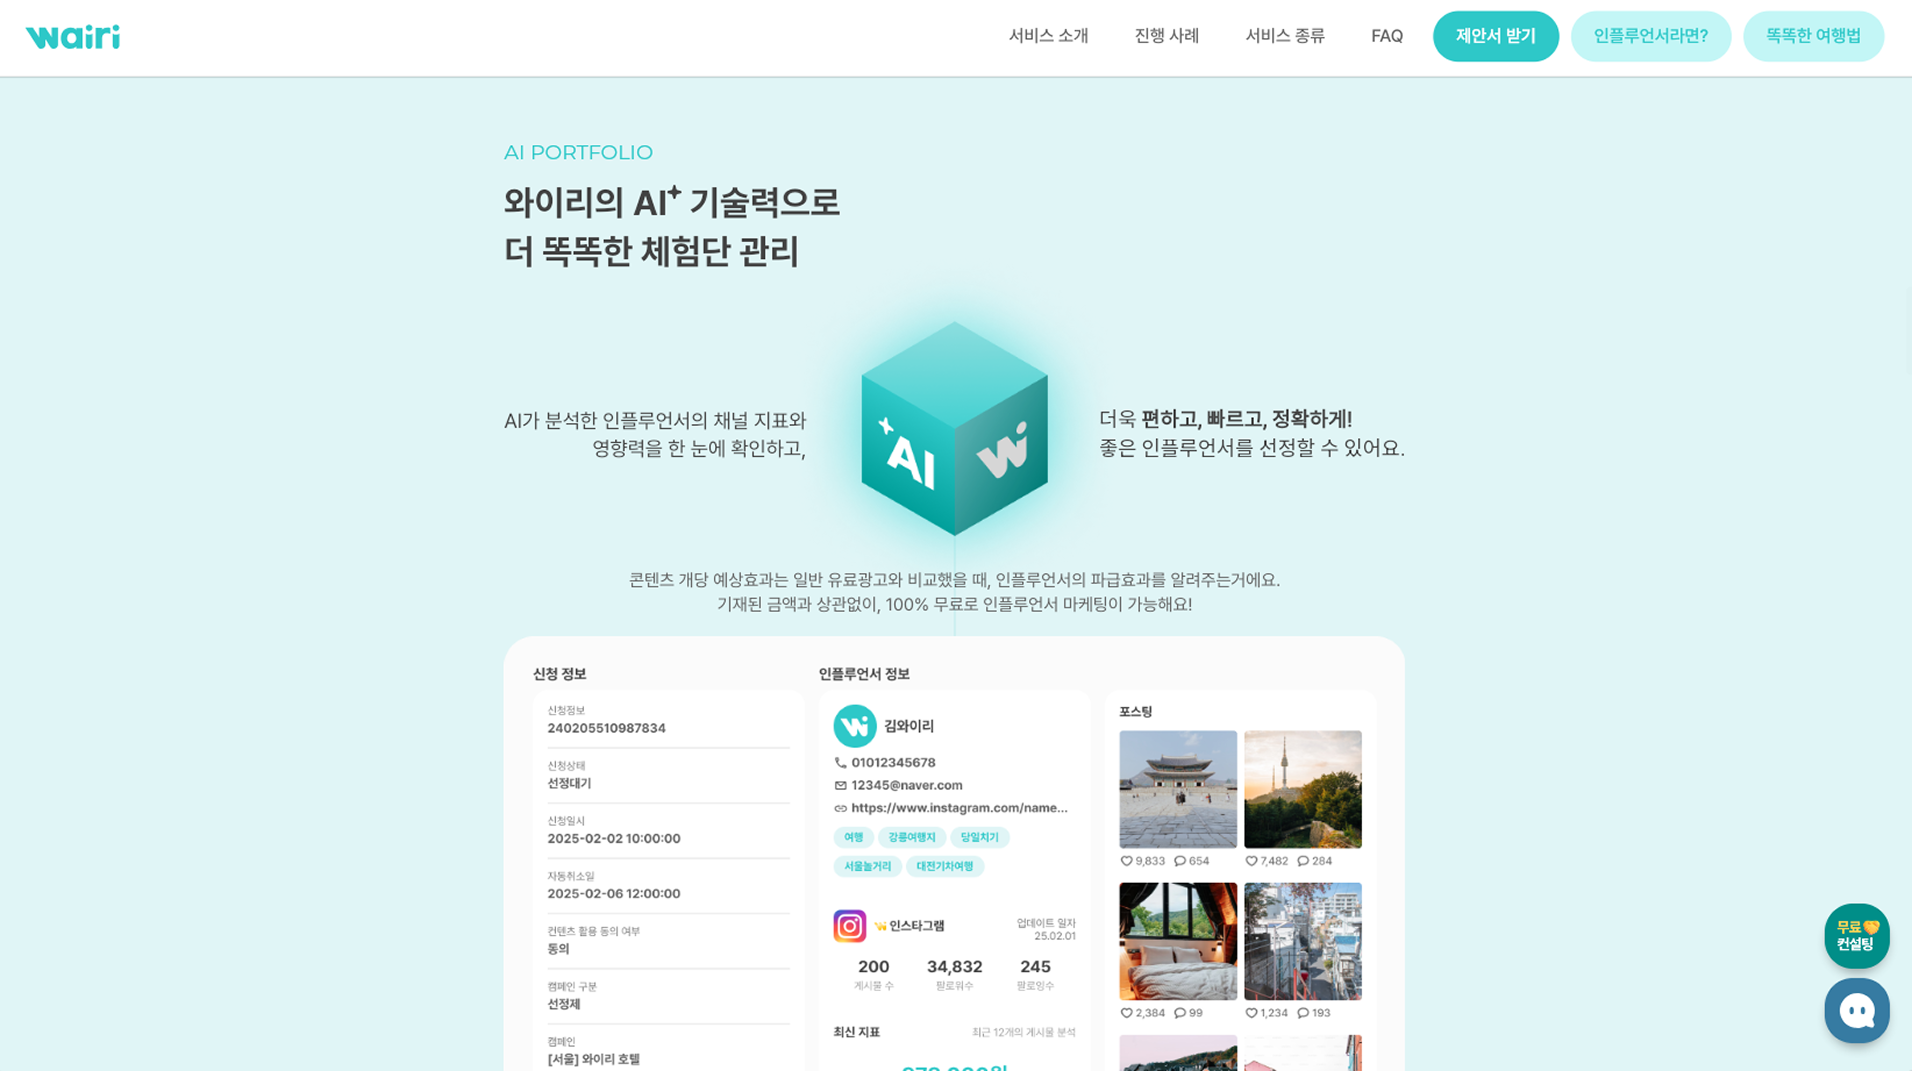 wairi
서비스 소개
진행 사례
서비스 종류
FAQ
제안서 받기
인플루언서라면?
똑똑한 여행법
AI PORTFOLIO
와이리의 AI 기술력으로
더 똑똑한 체험단 관리
AI가 분석한 인플루언서의 채널 지표와
영향력을 한 눈에 확인하고,
AI
wi
더욱 편하고, 빠르고, 정확하게!
좋은 인플루언서를 선정할 수 있어요.
콘텐츠 개당 예상효과는 일반 유료광고와 비교했을 때, 인플루언서의 파급효과를 알려주는거에요.
기재된 금액과 상관없이, 100% 무료로 인플루언서 마케팅이 가능해요!
신청 정보
신청정보
240205510987834
신청상태
선정대기
신청일시
2025-02-02 10:00:00
자동취소일
2025-02-06 12:00:00
컨텐츠 활용 동의 여부
동의
캠페인 구분
선정제
캠페인
[서울] 와이리 호텔
인플루언서 정보
wi
김와이리
01012345678
12345@naver.com
https://www.instagram.com/name...
여행
강릉여행지
당일치기
서울놀거리
대전기차여행
인스타그램
업데이트 일자
25.02.01
200
34,832
245
게시물 수
팔로워수
팔로잉수
최신 지표
최근 12개의 게시물 분석
포스팅
9,833
654
7,482
284
2,384
99
1,234
193
무료
컨설팅